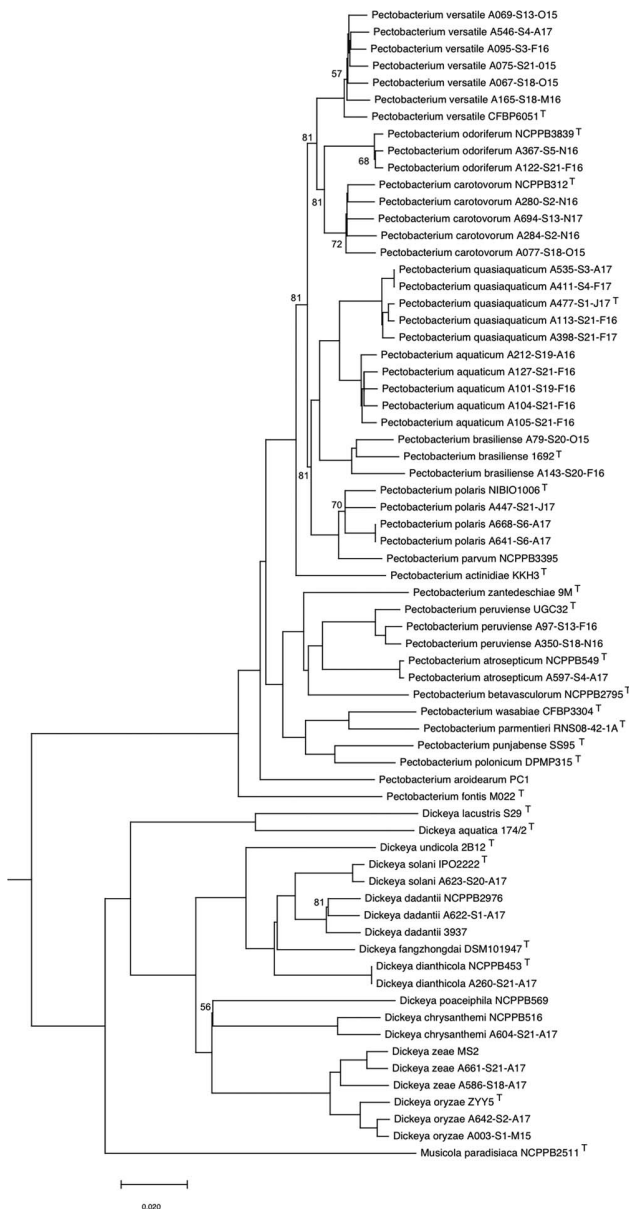 Pectobacterium versatile A069-S13-O15
Pectobacterium versatile A546-S4-A17
Pectobacterium versatile A095-S3-F16
Pectobacterium versatile A075-S21-015
57
Pectobacterium versatile A067-S18-O15
Pectobacterium versatile A165-S18-M16
Pectobacterium versatile CFBP6051 T
81
Pectobacterium odoriferum NCPPB3839 T
Pectobacterium odoriferum A367-S5-N16
68
Pectobacterium odoriferum A122-S21-F16
Pectobacterium carotovorum NCPPB312 T
81
Pectobacterium carotovorum A280-S2-N16
Pectobacterium carotovorum A694-S13-N17
Pectobacterium carotovorum A284-S2-N16
72
Pectobacterium carotovorum A077-S18-O15
Pectobacterium quasiaquaticum A535-S3-A17
Pectobacterium quasiaquaticum A411-S4-F17
81
Pectobacterium quasiaquaticum A477-S1-J17 T
Pectobacterium quasiaquaticum A113-S21-F16
Pectobacterium quasiaquaticum A398-S21-F17
Pectobacterium aquaticum A212-S19-A16
Pectobacterium aquaticum A127-S21-F16
Pectobacterium aquaticum A101-S19-F16
Pectobacterium aquaticum A104-S21-F16
Pectobacterium aquaticum A105-S21-F16
Pectobacterium brasiliense A79-S20-O15
Pectobacterium brasiliense 1692 T
81
Pectobacterium brasiliense A143-S20-F16
Pectobacterium polaris NIBIO1006 T
70
Pectobacterium polaris A447-S21-J17
Pectobacterium polaris A668-S6-A17
Pectobacterium polaris A641-S6-A17
Pectobacterium parvum NCPPB3395
Pectobacterium actinidiae KKH3 T
Pectobacterium zantedeschiae 9M T
Pectobacterium peruviense UGC32 T
Pectobacterium peruviense A97-S13-F16
Pectobacterium peruviense A350-S18-N16
Pectobacterium atrosepticum NCPPB549 T
Pectobacterium atrosepticum A597-S4-A17
Pectobacterium betavasculorum NCPPB2795 T
Pectobacterium wasabiae CFBP3304 T
Pectobacterium parmentieri RNS08-42-1A T
Pectobacterium punjabense SS95 T
Pectobacterium polonicum DPMP315 T
Pectobacterium aroidearum PC1
Pectobacterium fontis M022 T
Dickeya lacustris S29 T
Dickeya aquatica 174/2 T
Dickeya undicola 2B12 T
Dickeya solani IPO2222 T
Dickeya solani A623-S20-A17
81
Dickeya dadantii NCPPB2976
Dickeya dadantii A622-S1-A17
Dickeya dadantii 3937
Dickeya fangzhongdai DSM101947 T
Dickeya dianthicola NCPPB453 T
Dickeya dianthicola A260-S21-A17
56
Dickeya poaceiphila NCPPB569
Dickeya chrysanthemi NCPPB516
Dickeya chrysanthemi A604-S21-A17
Dickeya zeae MS2
Dickeya zeae A661-S21-A17
Dickeya zeae A586-S18-A17
Dickeya oryzae ZYY5 T
Dickeya oryzae A642-S2-A17
Dickeya oryzae A003-S1-M15
Musicola paradisiaca NCPPB2511 T
0.020